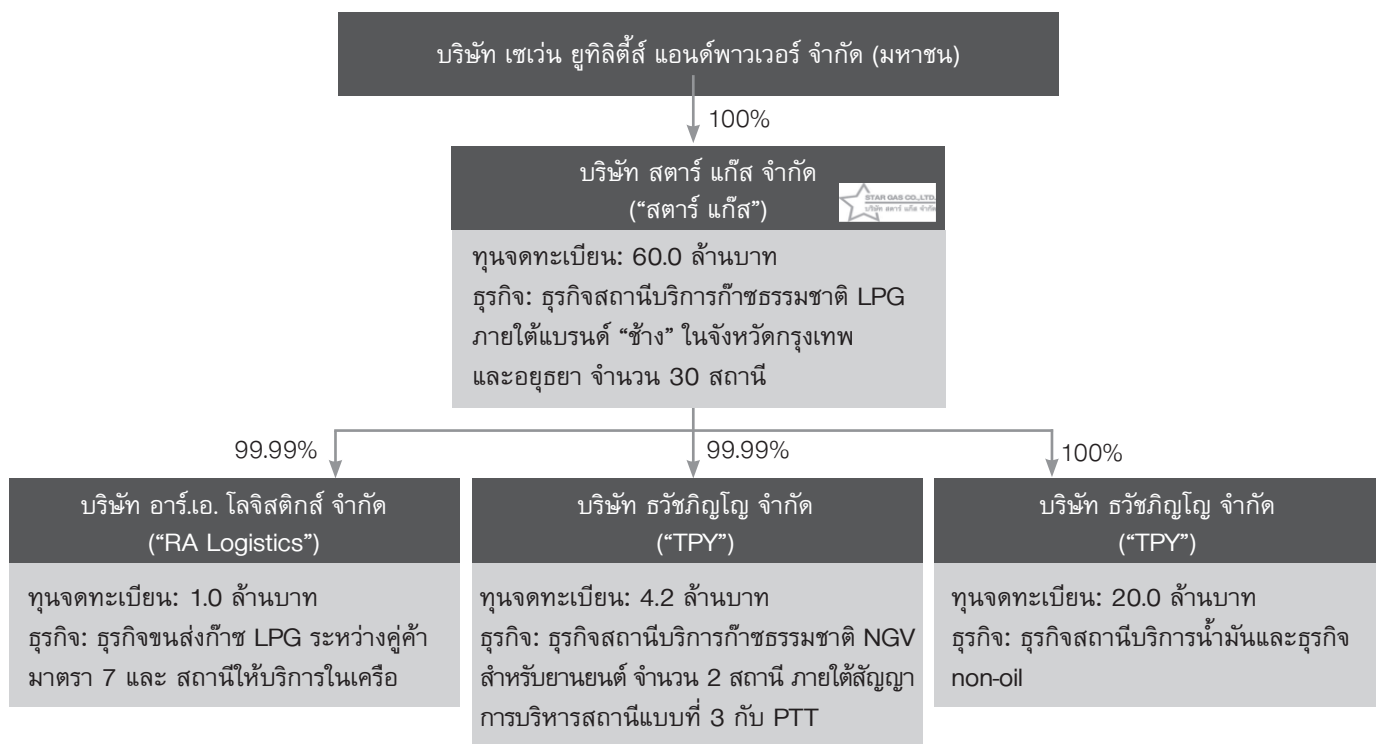 บริษัท เซเว่น ยูทิลิตี้ส์ แอนด์พาวเวอร์ จำกัด (มหาชน)
100%
บริษัท สตาร์ แก๊ส จำกัด
(“สตาร์ แก๊ส”)
STAR GAS CO.,LTD.
บริษัท สตาร์ แก๊ส จำกัด
ทุนจดทะเบียน: 60.0 ล้านบาท
ธุรกิจ: ธุรกิจสถานีบริการก๊าซธรรมชาติ LPG
ภายใต้แบรนด์ “ช้าง” ในจังหวัดกรุงเทพ
และอยุธยา จำนวน 30 สถานี
99.99%
99.99%
100%
บริษัท อาร์.เอ. โลจิสติกส์ จำกัด
(“RA Logistics”)
ทุนจดทะเบียน: 1.0 ล้านบาท
ธุรกิจ: ธุรกิจขนส่งก๊าซ LPG ระหว่างคู่ค้า
มาตรา 7 และ สถานีให้บริการในเครือ
บริษัท ธวัชภิญโญ จำกัด
(“TPY”)
ทุนจดทะเบียน: 4.2 ล้านบาท
ธุรกิจ: ธุรกิจสถานีบริการก๊าซธรรมชาติ NGV
สำหรับยานยนต์ จำนวน 2 สถานี ภายใต้สัญญา
การบริหารสถานีแบบที่ 3 กับ PTT
บริษัท ธวัชภิญโญ จำกัด
(“TPY”)
ทุนจดทะเบียน: 20.0 ล้านบาท
ธุรกิจ: ธุรกิจสถานีบริการน้ำมันและธุรกิจ
non-oil